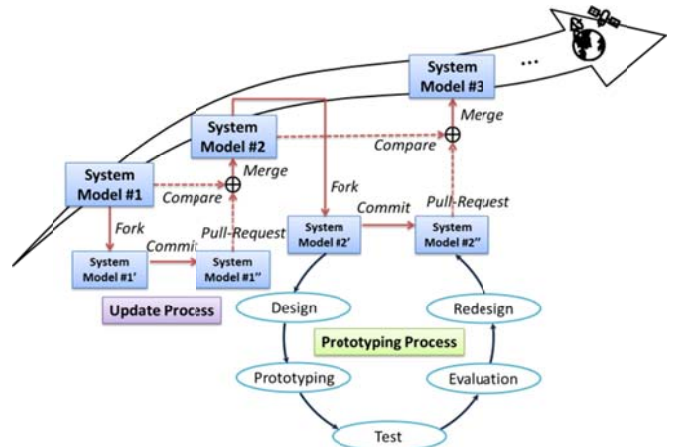 System
Model #3
...
Merge
System
Model #2
Compare
Merge
System
Model #1
Compare
Fork
Pull-Request
Fork
Commit
Pull-Request
Commit
System
Model #2'
System
Model #2''
System
Model #1'
System
Model #1''
Update Process
Design
Redesign
Prototyping Process
Prototyping
Evaluation
Test